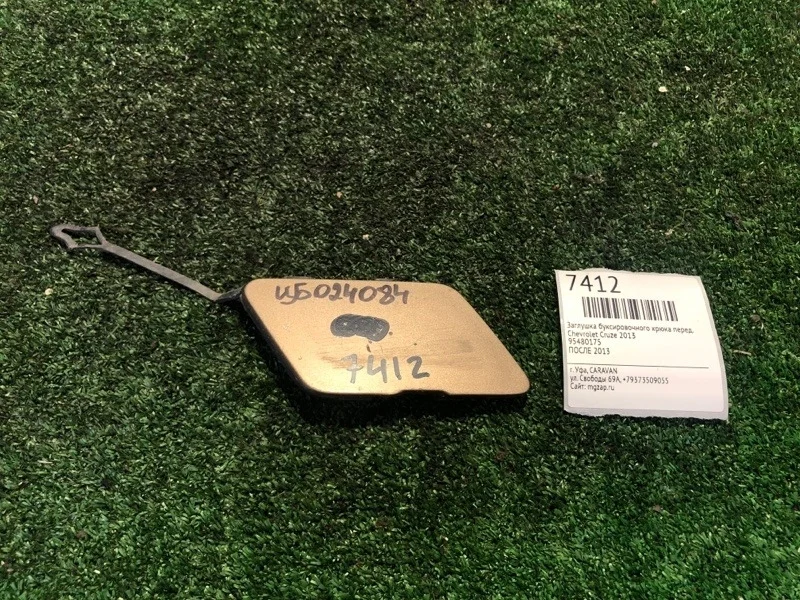 ЦБ024084
7412
7412
Заглушка буксировочного крюка перед.
Chevrolet Cruze 2013
95480175
ПОСЛЕ 2013
г. Уфа, CARAVAN
ул. Свободы 69А, +79373509055
Сайт: mgzap.ru